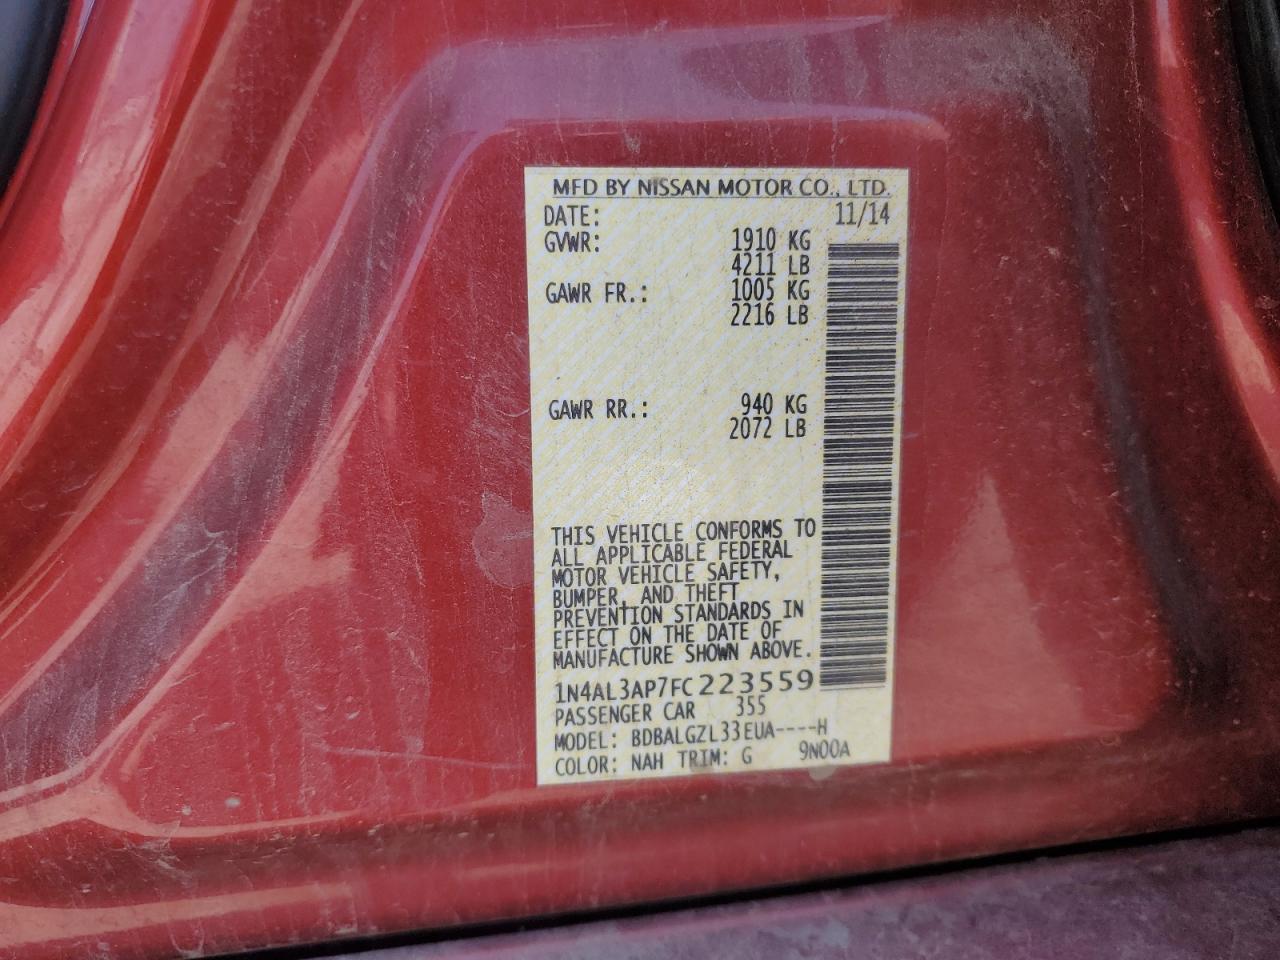 MFD BY NISSAN MOTOR CO., LTD.
DATE: 11/14
GVWR: 1910 KG
4211 LB
GAWR FR.: 1005 KG
2216 LB
GAWR RR.: 940 KG
2072 LB
THIS VEHICLE CONFORMS TO
ALL APPLICABLE FEDERAL
MOTOR VEHICLE SAFETY,
BUMPER, AND THEFT
PREVENTION STANDARDS IN
EFFECT ON THE DATE OF
MANUFACTURE SHOWN ABOVE.
1N4AL3AP7FC223559
PASSENGER CAR 355
MODEL: BDBALGZL33EUA----H
COLOR: NAH TRIM: G 9N00A